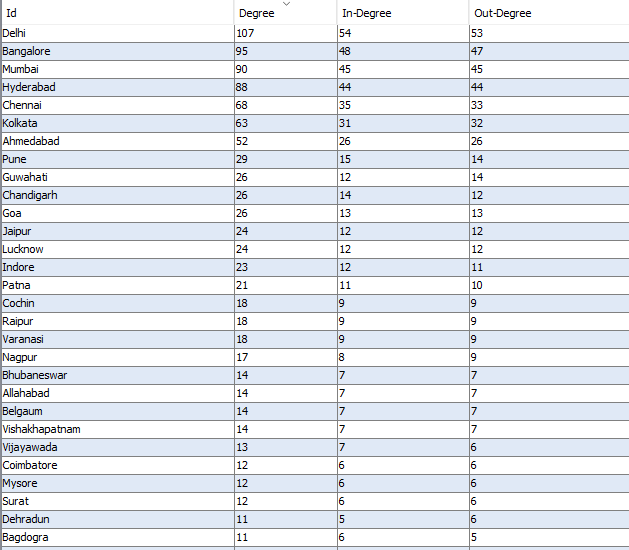 Id Degree In-Degree Out-Degree
Delhi 107 54 53
Bangalore 95 48 47
Mumbai 90 45 45
Hyderabad 88 44 44
Chennai 68 35 33
Kolkata 63 31 32
Ahmedabad 52 26 26
Pune 29 15 14
Guwahati 26 12 14
Chandigarh 26 14 12
Goa 26 13 13
Jaipur 24 12 12
Lucknow 24 12 12
Indore 23 12 11
Patna 21 11 10
Cochin 18 9 9
Raipur 18 9 9
Varanasi 18 9 9
Nagpur 17 8 9
Bhubaneswar 14 7 7
Allahabad 14 7 7
Belgaum 14 7 7
Vishakhapatnam 14 7 7
Vijayawada 13 7 6
Coimbatore 12 6 6
Mysore 12 6 6
Surat 12 6 6
Dehradun 11 5 6
Bagdogra 11 6 5